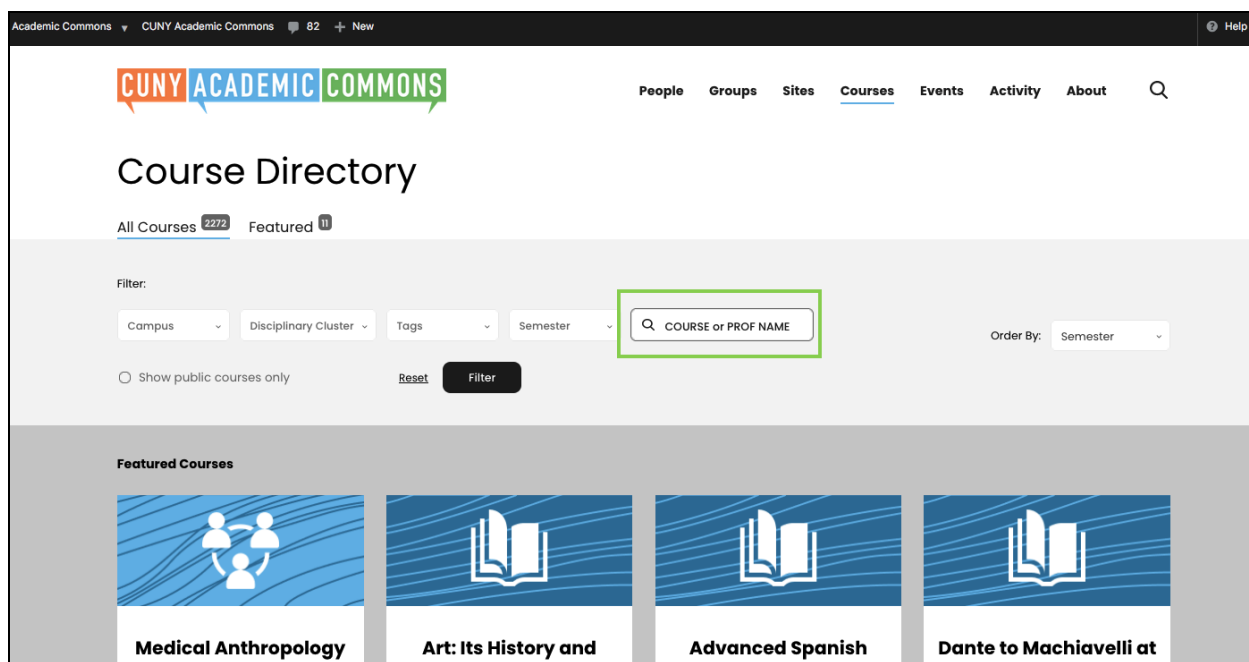 Academic Commons CUNY Academic Commons 82 New Help
CUNY ACADEMIC COMMONS
People Groups Sites Courses Events Activity About
Course Directory
All Courses 2272 Featured 11
Filter:
Campus Disciplinary Cluster Tags Semester COURSE or PROF NAME Order By: Semester
Show public courses only Reset Filter
Featured Courses
Medical Anthropology Art: Its History and Advanced Spanish Dante to Machiavelli at